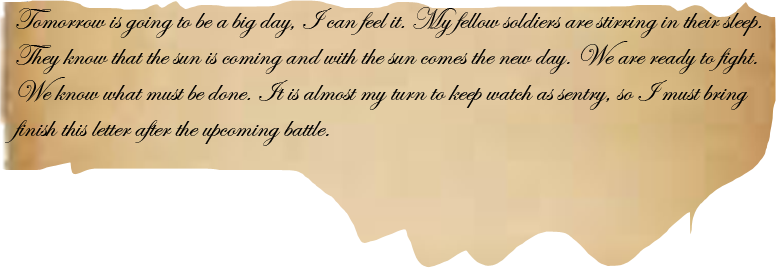 Tomorrow is going to be a big day, I can feel it. My fellow soldiers are stirring in their sleep.
They know that the sun is coming and with the sun comes the new day. We are ready to fight.
We know what must be done. It is almost my turn to keep watch as sentry, so I must bring
finish this letter after the upcoming battle.